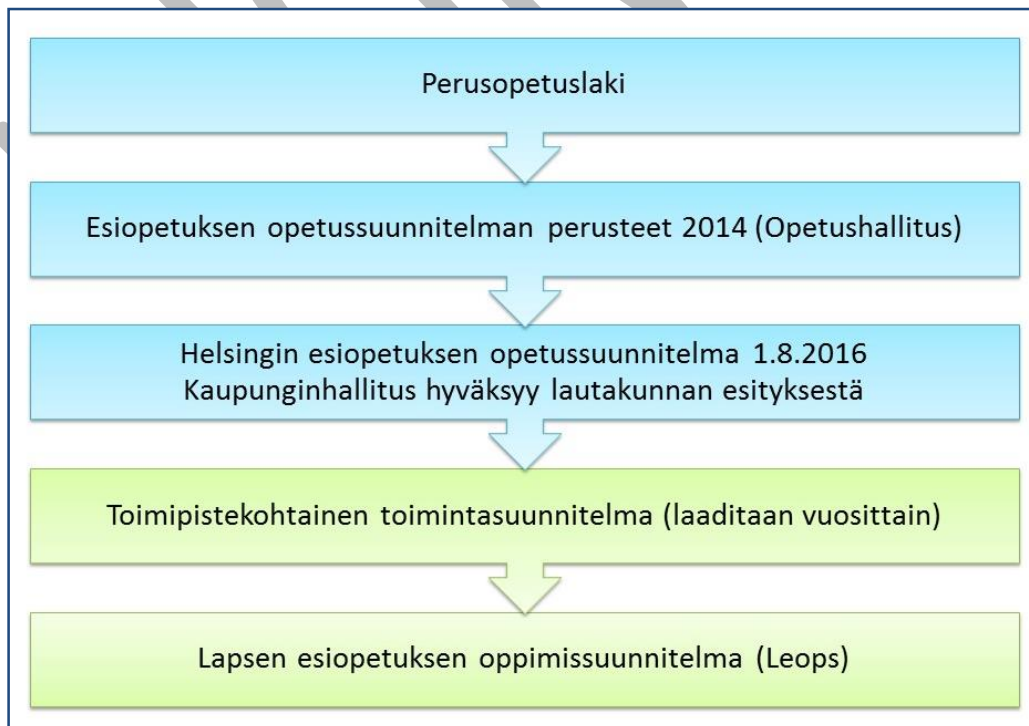 Perusopetuslaki
Esiopetuksen opetussuunnitelman perusteet 2014 (Opetushallitus)
Helsingin esiopetuksen opetussuunnitelma 1.8.2016
Kaupunginhallitus hyväksyy lautakunnan esityksestä
Toimipistekohtainen toimintasuunnitelma (laaditaan vuosittain)
Lapsen esiopetuksen oppimissuunnitelma (Leops)